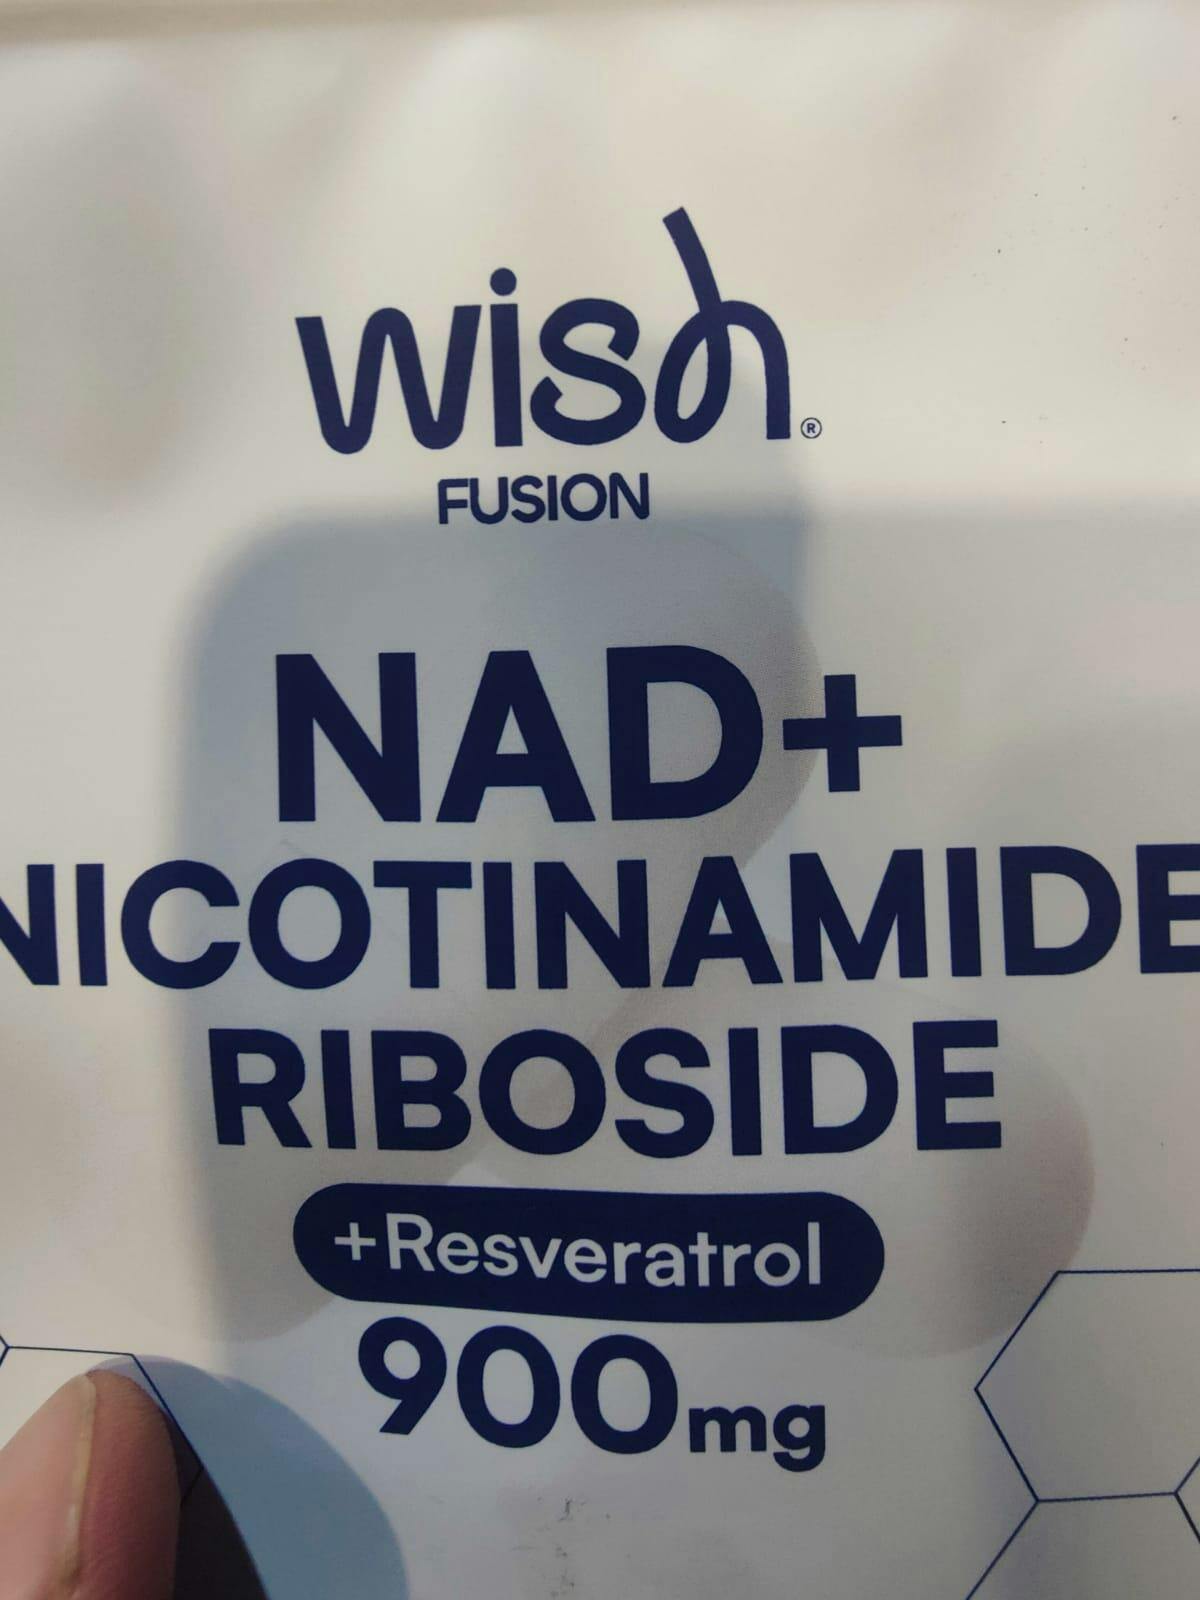 wish®
FUSION
NAD+
NICOTINAMIDE
RIBOSIDE
+Resveratrol
900mg